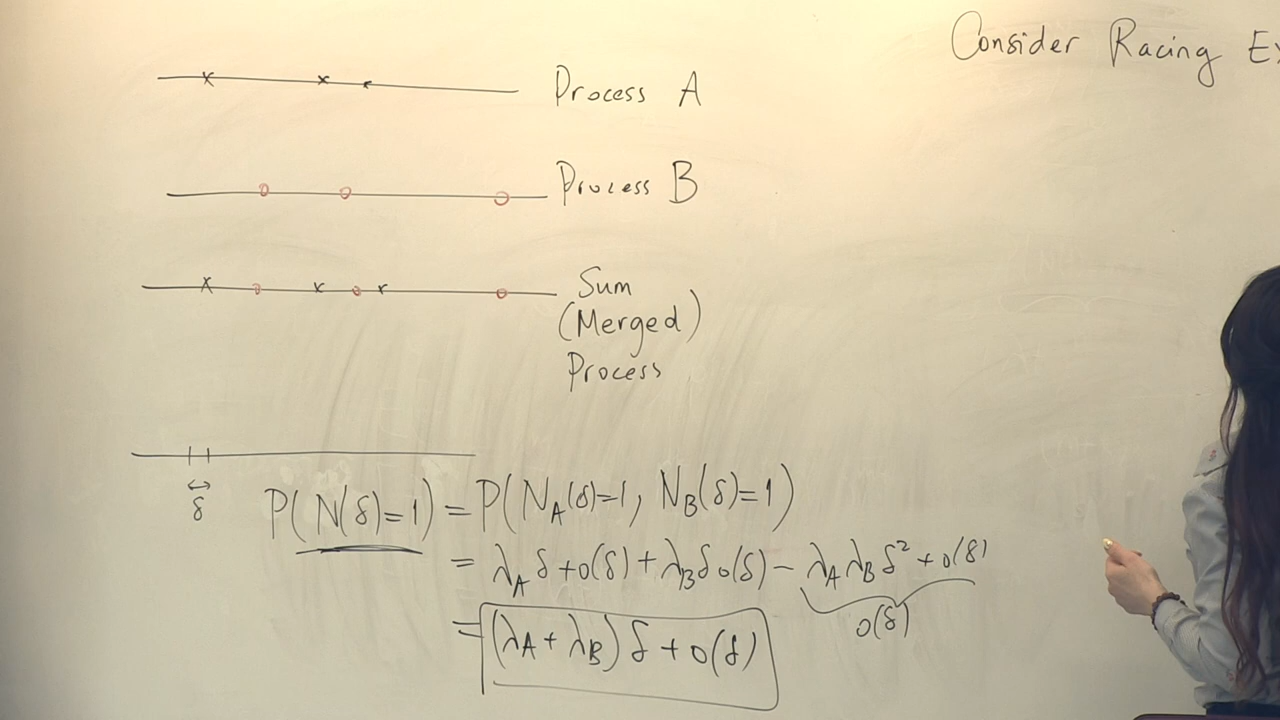 Consider Racing
Process A
Process B
Sum
(Merged)
Process
δ
P(N(δ)=1) = P(N_A(δ)=1, N_B(δ)=1)
= λ_A δ + o(δ) + λ_B δ o(δ) − λ_A λ_B δ² + o(δ)
o(δ)
= (λ_A + λ_B) δ + o(δ)